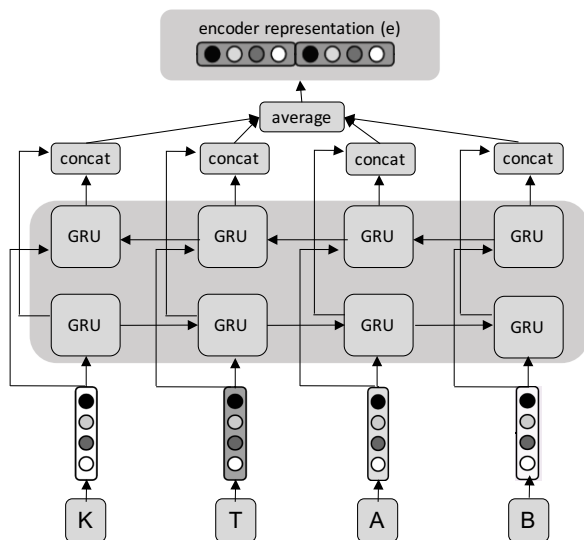 encoder representation (e)
average
concat concat concat concat
GRU GRU GRU GRU
GRU GRU GRU GRU
K T A B